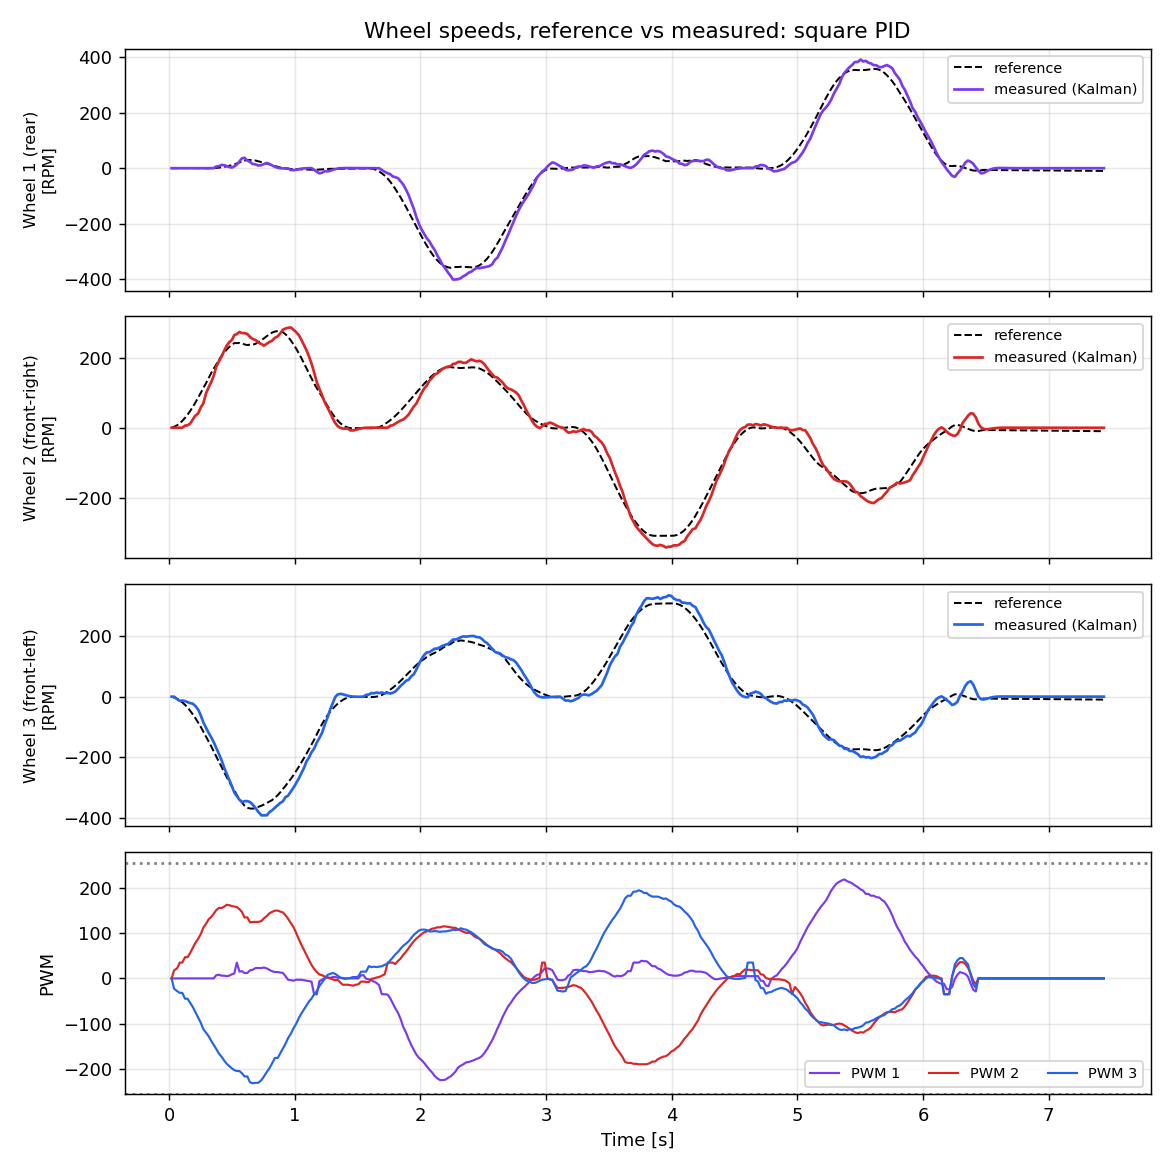 Wheel speeds, reference vs measured: square PID
Wheel 1 (rear)
[RPM]
400
200
0
−200
−400
reference
measured (Kalman)
Wheel 2 (front-right)
[RPM]
200
0
−200
reference
measured (Kalman)
Wheel 3 (front-left)
[RPM]
200
0
−200
−400
reference
measured (Kalman)
PWM
200
100
0
−100
−200
PWM 1 PWM 2 PWM 3
0 1 2 3 4 5 6 7
Time [s]